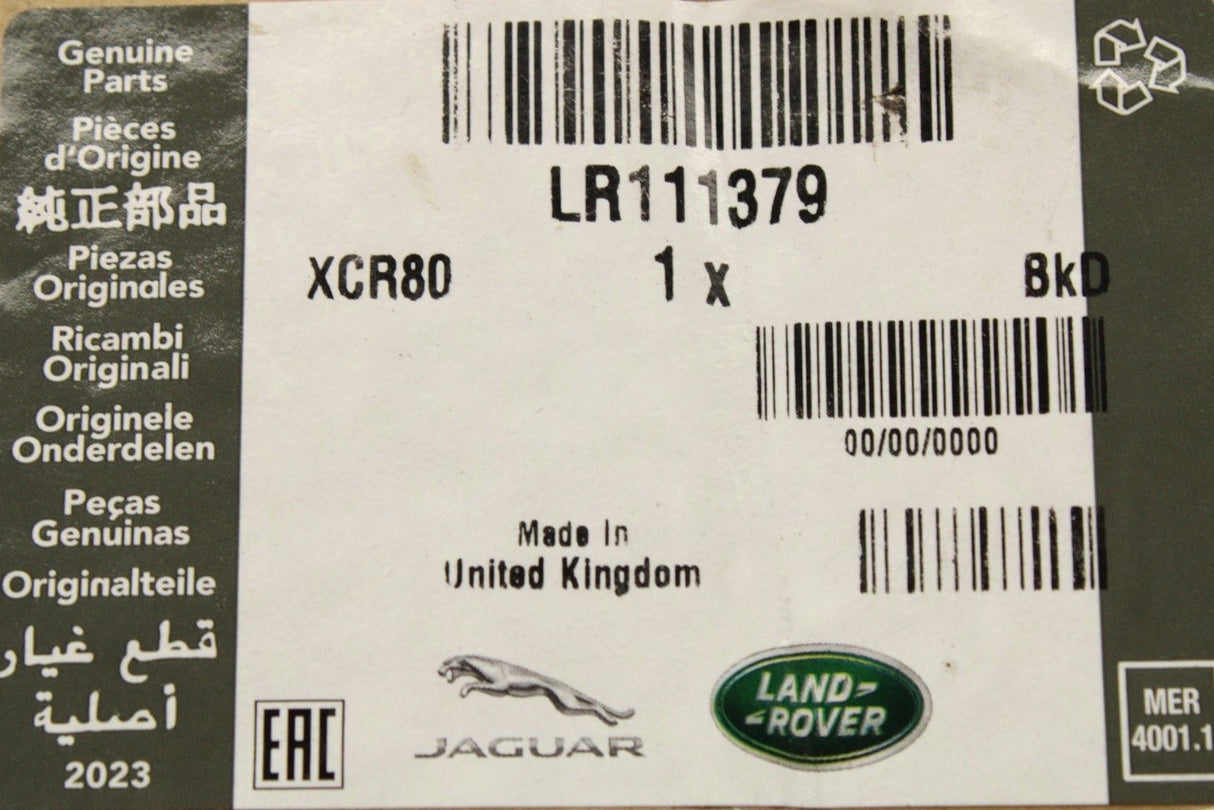 Genuine
Parts
Pièces
d'Origine
純正部品
Piezas
Originales
Ricambi
Originali
Originele
Onderdelen
Peças
Genuinas
Originalteile
قطع غيار
أصلية
2023
LR111379
XCR80 1 x BkD
00/00/0000
Made In
United Kingdom
EAC
JAGUAR
LAND-
-ROVER
MER
4001.1